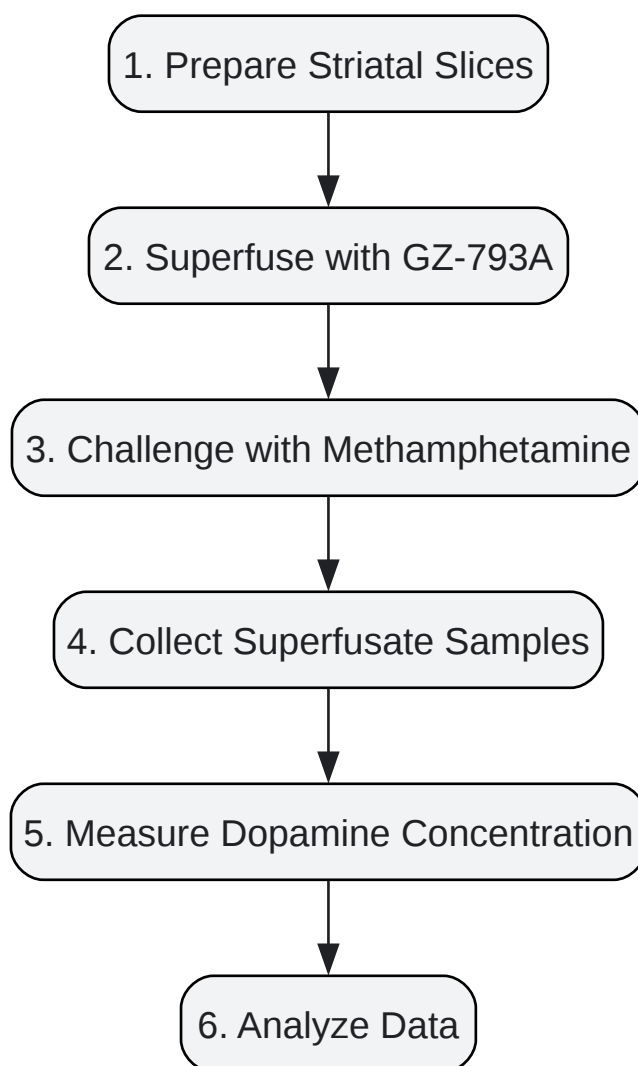 1. Prepare Striatal Slices
2. Superfuse with GZ-793A
3. Challenge with Methamphetamine
4. Collect Superfusate Samples
5. Measure Dopamine Concentration
6. Analyze Data